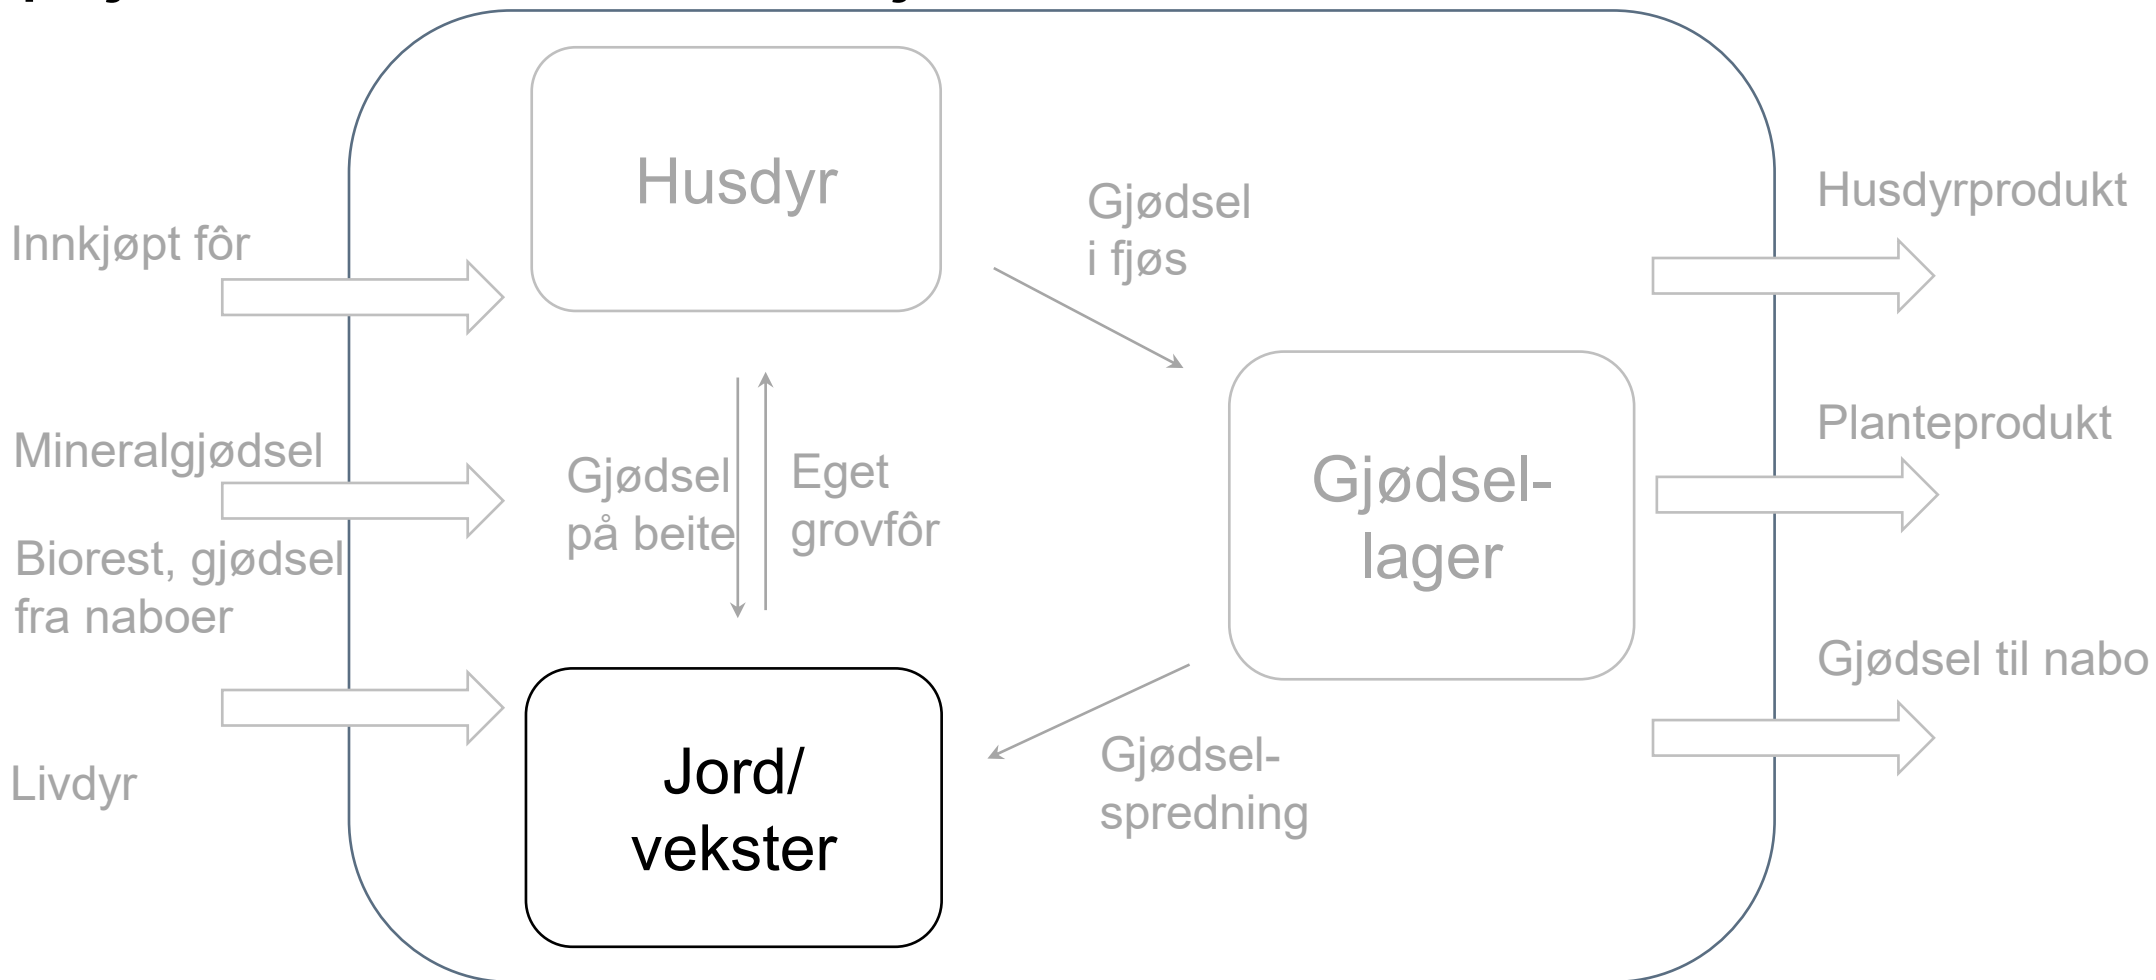 Husdyr
Innkjøpt fôr
Gjødsel
i fjøs
Husdyrprodukt
Mineralgjødsel
Gjødsel
på beite
Eget
grovfôr
Gjødsel-
lager
Planteprodukt
Biorest, gjødsel
fra naboer
Gjødsel til nabo
Livdyr
Jord/
vekster
Gjødsel-
spredning